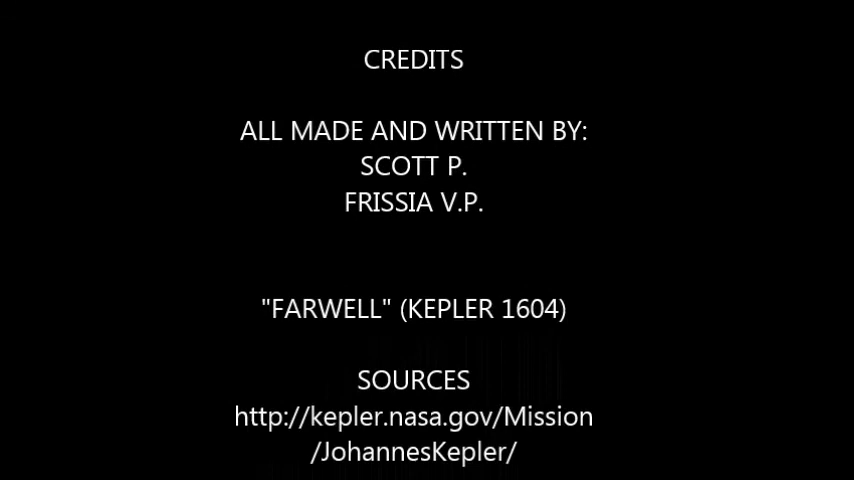 CREDITS
ALL MADE AND WRITTEN BY:
SCOTT P.
FRISSIA V.P.
"FARWELL" (KEPLER 1604)
SOURCES
http://kepler.nasa.gov/Mission
/JohannesKepler/